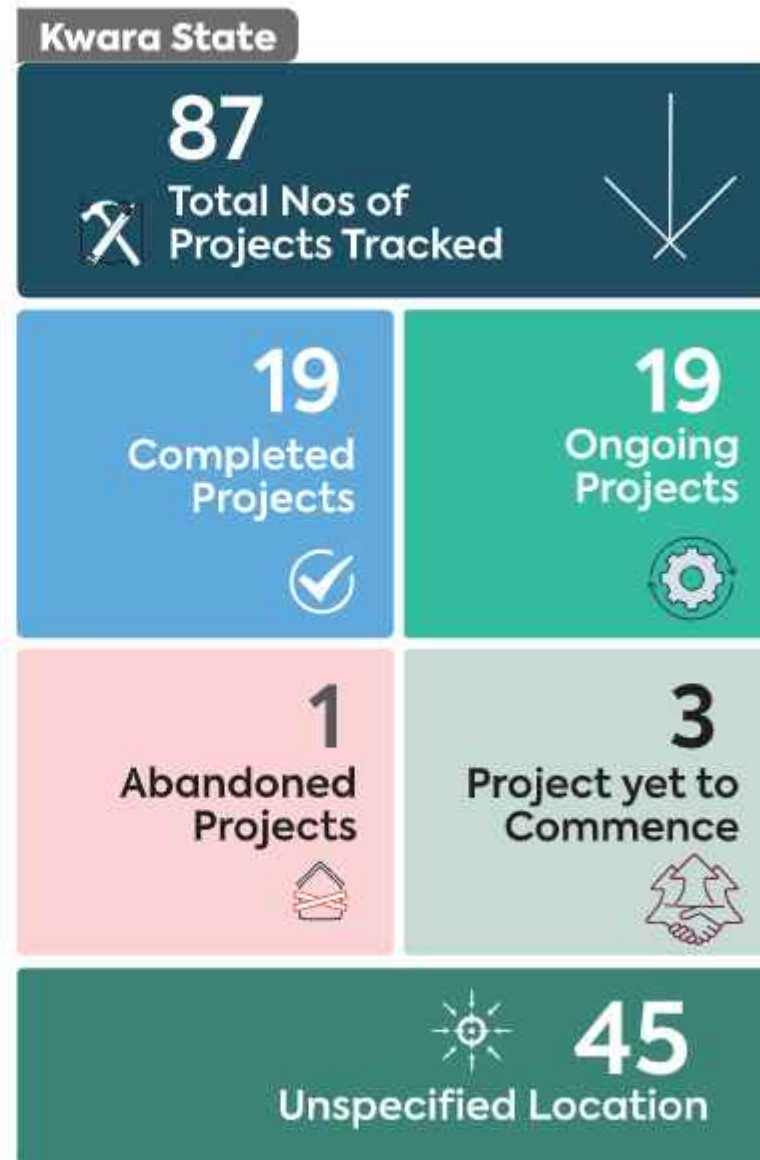 Kwara State
87
Total Nos of
Projects Tracked
19
Completed
Projects
19
Ongoing
Projects
1
Abandoned
Projects
3
Project yet to
Commence
45
Unspecified Location